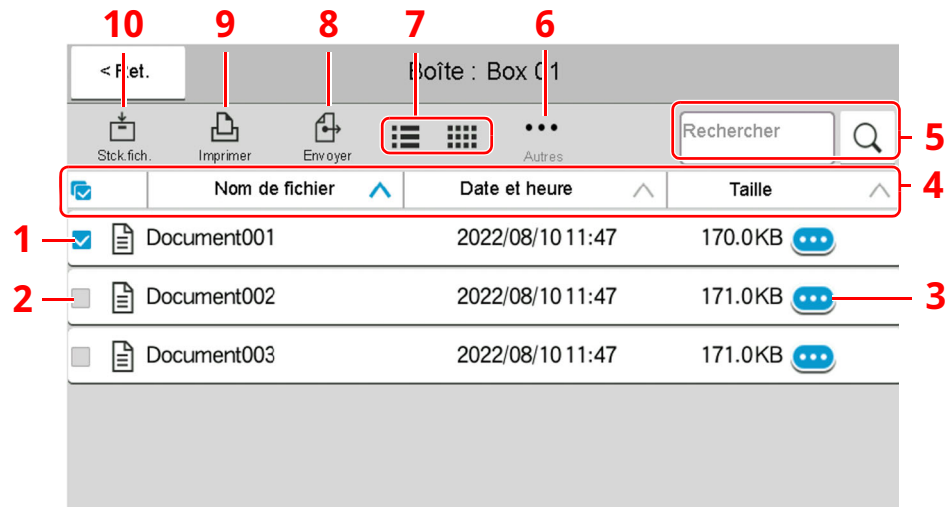 10 9 8 7 6
< Ret. Boîte : Box 01
Stck.fich. Imprimer Envoyer Autres Rechercher 5
Nom de fichier Date et heure Taille 4
1 Document001 2022/08/10 11:47 170.0KB
2 Document002 2022/08/10 11:47 171.0KB 3
Document003 2022/08/10 11:47 171.0KB